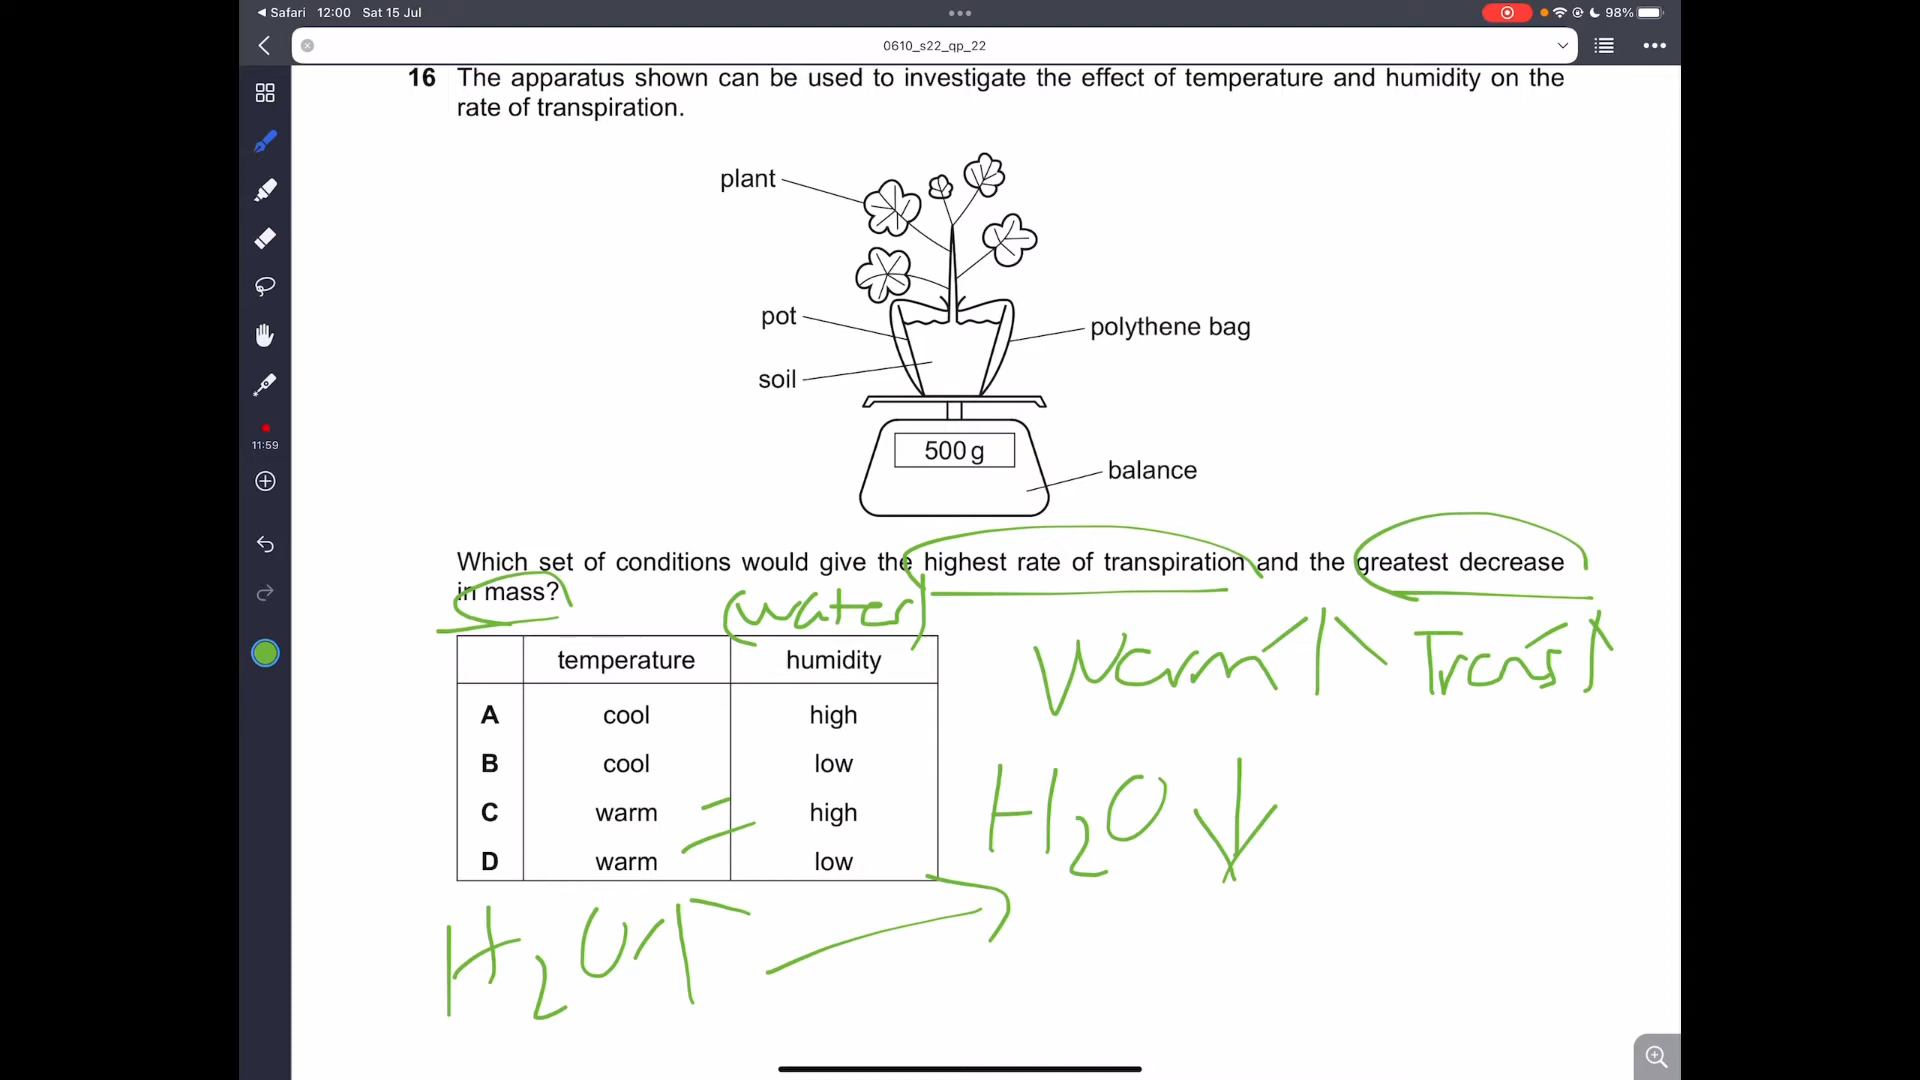 Safari 12:00 Sat 15 Jul
98%
0610_s22_qp_22
11:59
16 The apparatus shown can be used to investigate the effect of temperature and humidity on the
rate of transpiration.
plant
pot
polythene bag
soil
500 g
balance
Which set of conditions would give the highest rate of transpiration and the greatest decrease
in mass?
(water)
temperature humidity
A cool high
B cool low
C warm high
D warm low
Warm ↑ Trans ↑
H₂O ↓
H₂O ↑ →